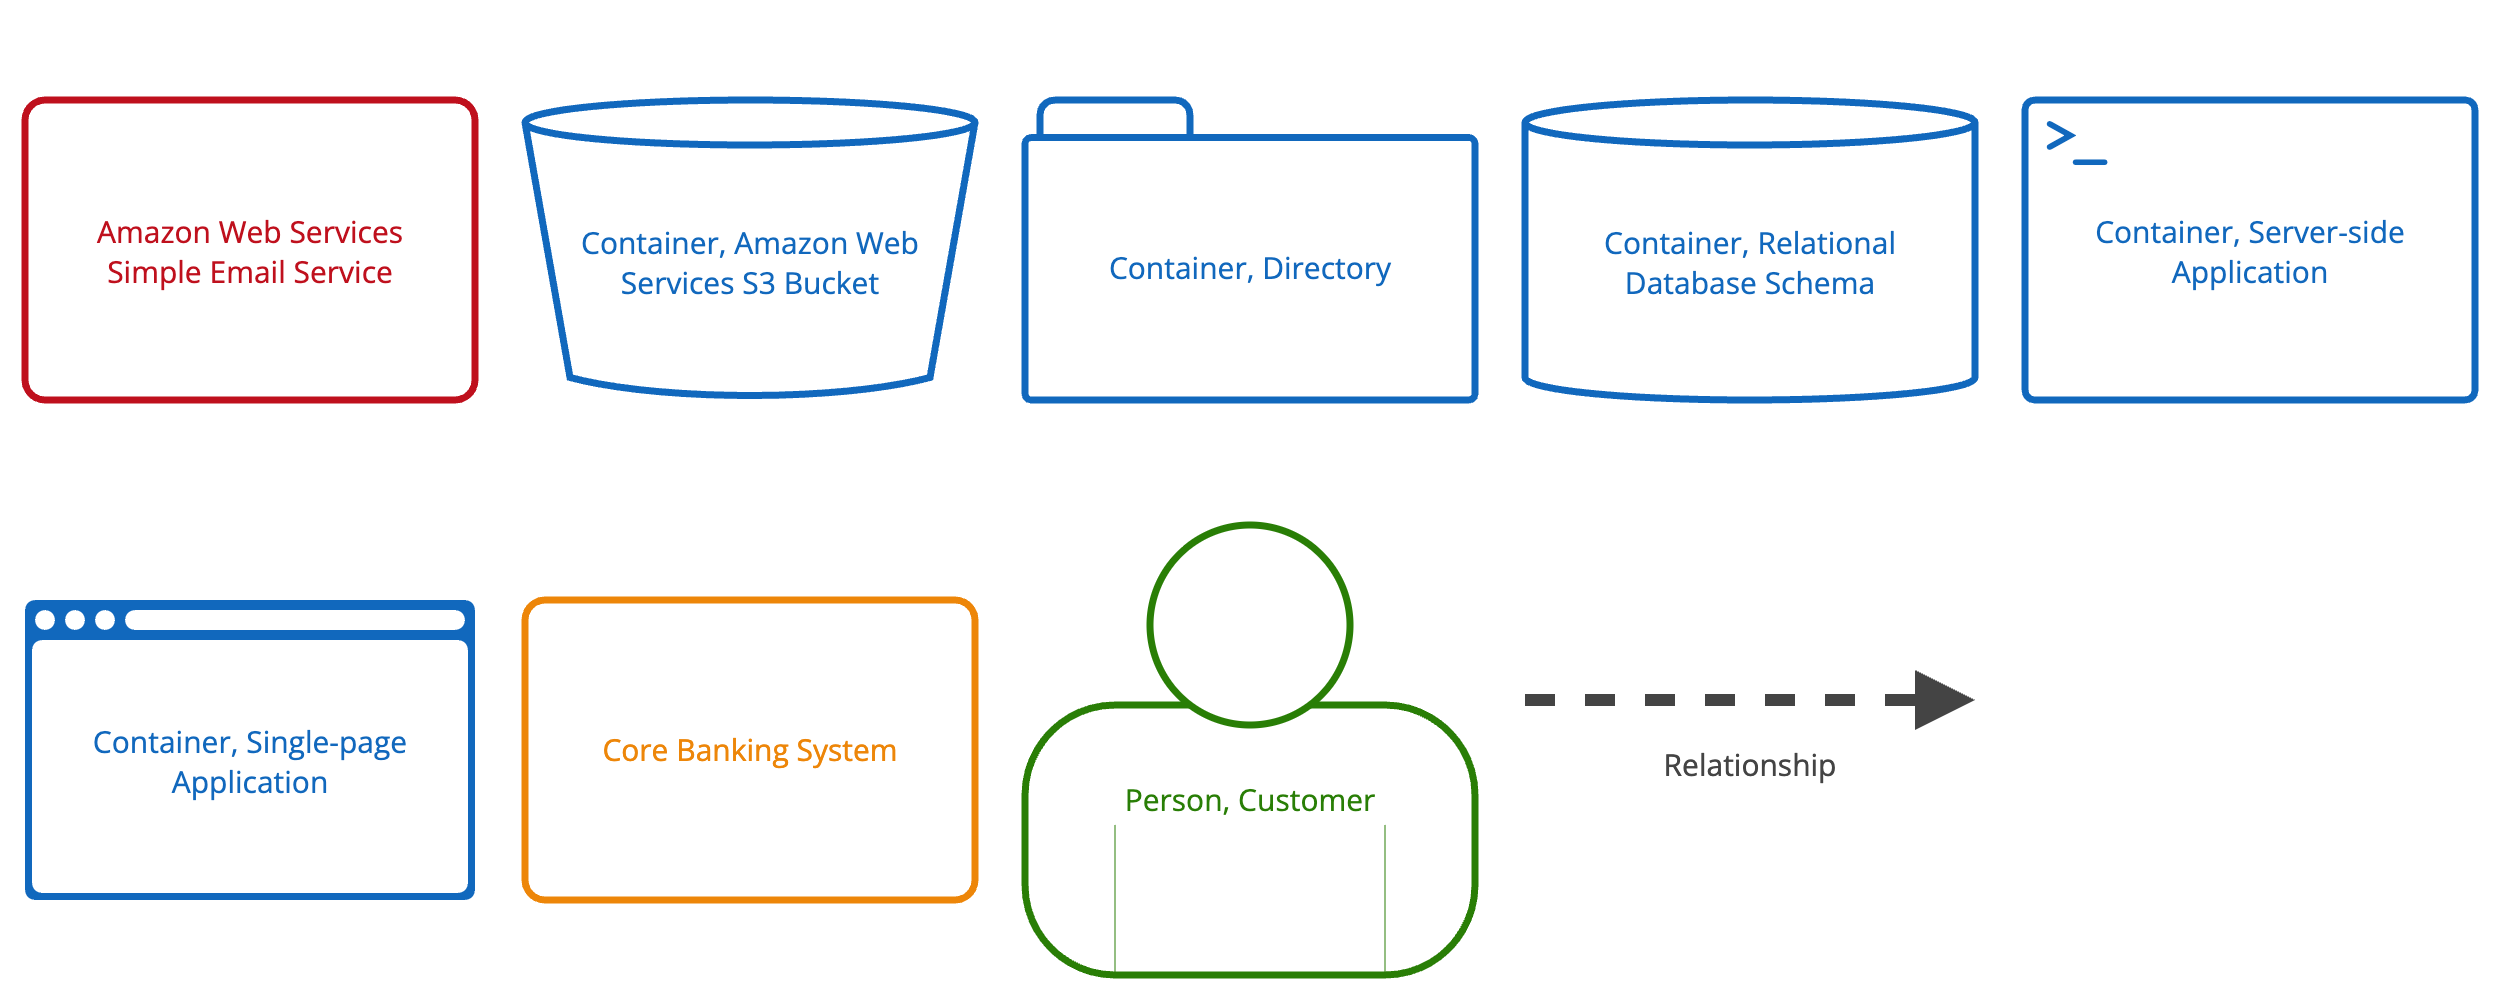 Amazon Web Services
Simple Email Service
Container, Amazon Web
Services S3 Bucket
Container, Directory
Container, Relational
Database Schema
>_
Container, Server-side
Application
Container, Single-page
Application
Core Banking System
Person, Customer
Relationship